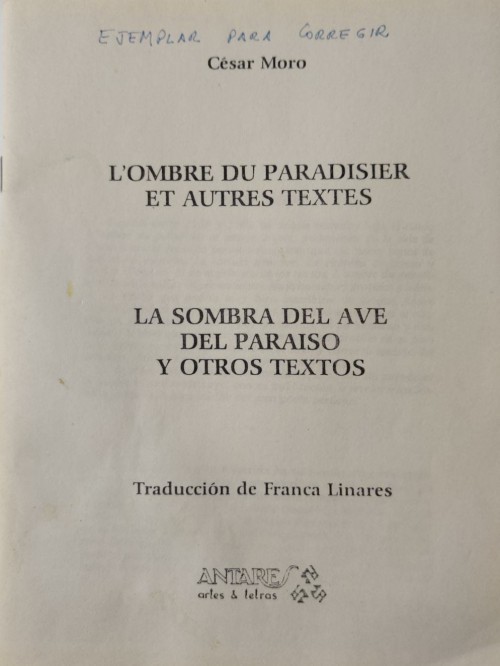 EJEMPLAR PARA CORREGIR
César Moro
L'OMBRE DU PARADISIER
ET AUTRES TEXTES
LA SOMBRA DEL AVE
DEL PARAISO
Y OTROS TEXTOS
Traducción de Franca Linares
ANTARES
artes & letras